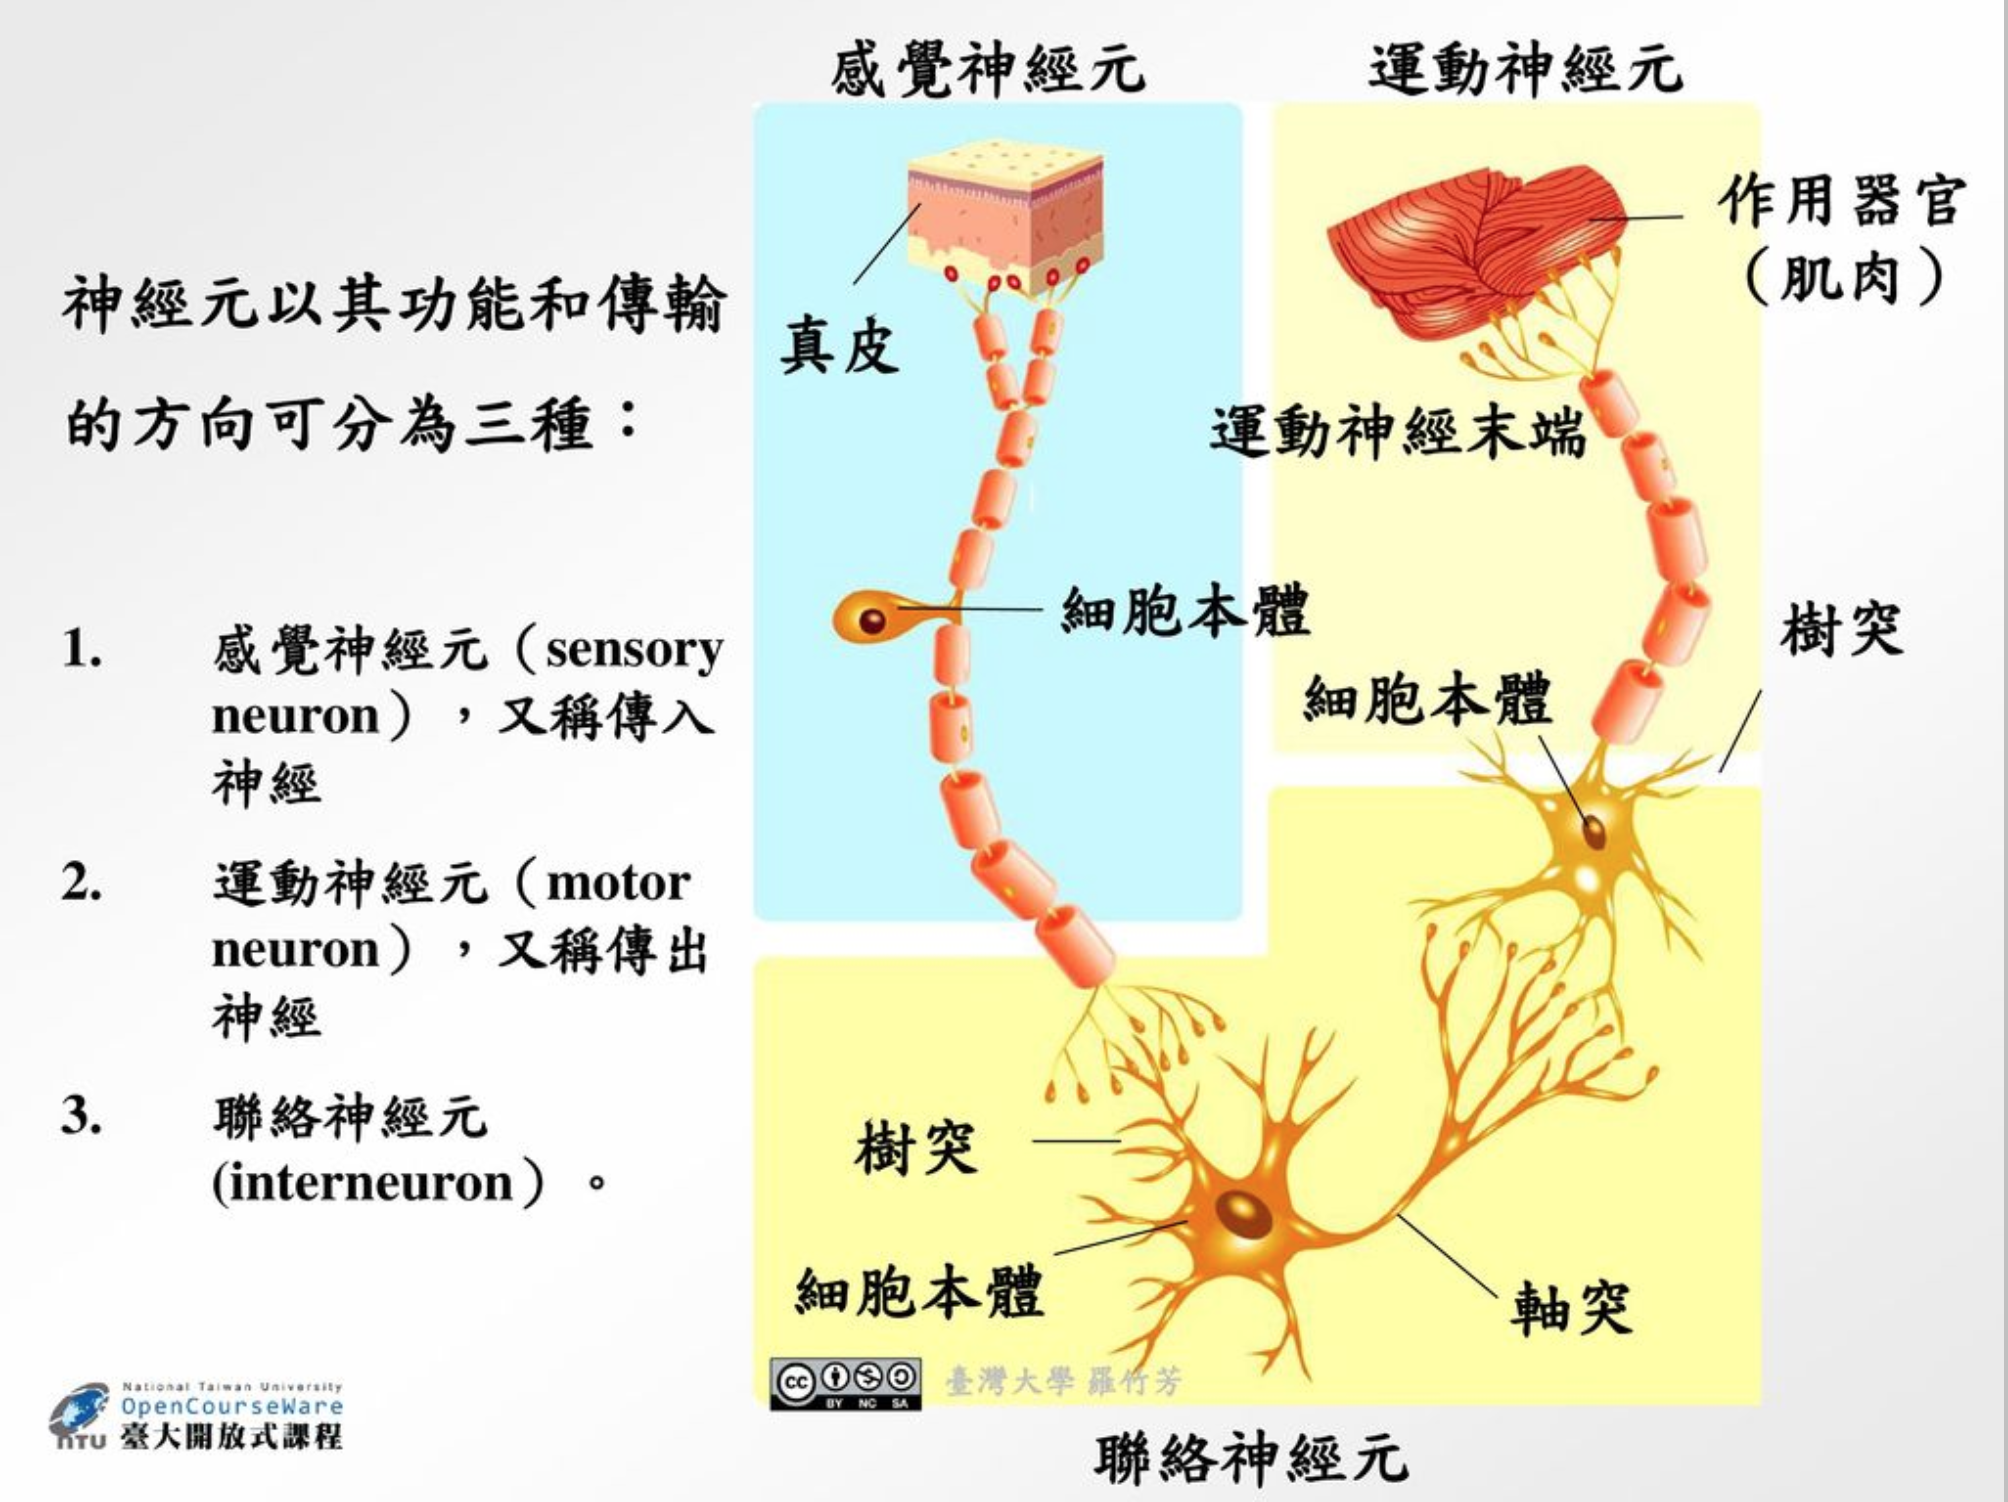 感覺神經元
運動神經元
作用器官
（肌肉）
神經元以其功能和傳輸
的方向可分為三種：
真皮
運動神經末端
細胞本體
樹突
細胞本體
1. 感覺神經元（sensory
neuron），又稱傳入
神經
2. 運動神經元（motor
neuron），又稱傳出
神經
3. 聯絡神經元
(interneuron）。
樹突
細胞本體
軸突
cc BY NC SA
臺灣大學 羅竹芳
National Taiwan University
OpenCourseWare
NTU 臺大開放式課程
聯絡神經元